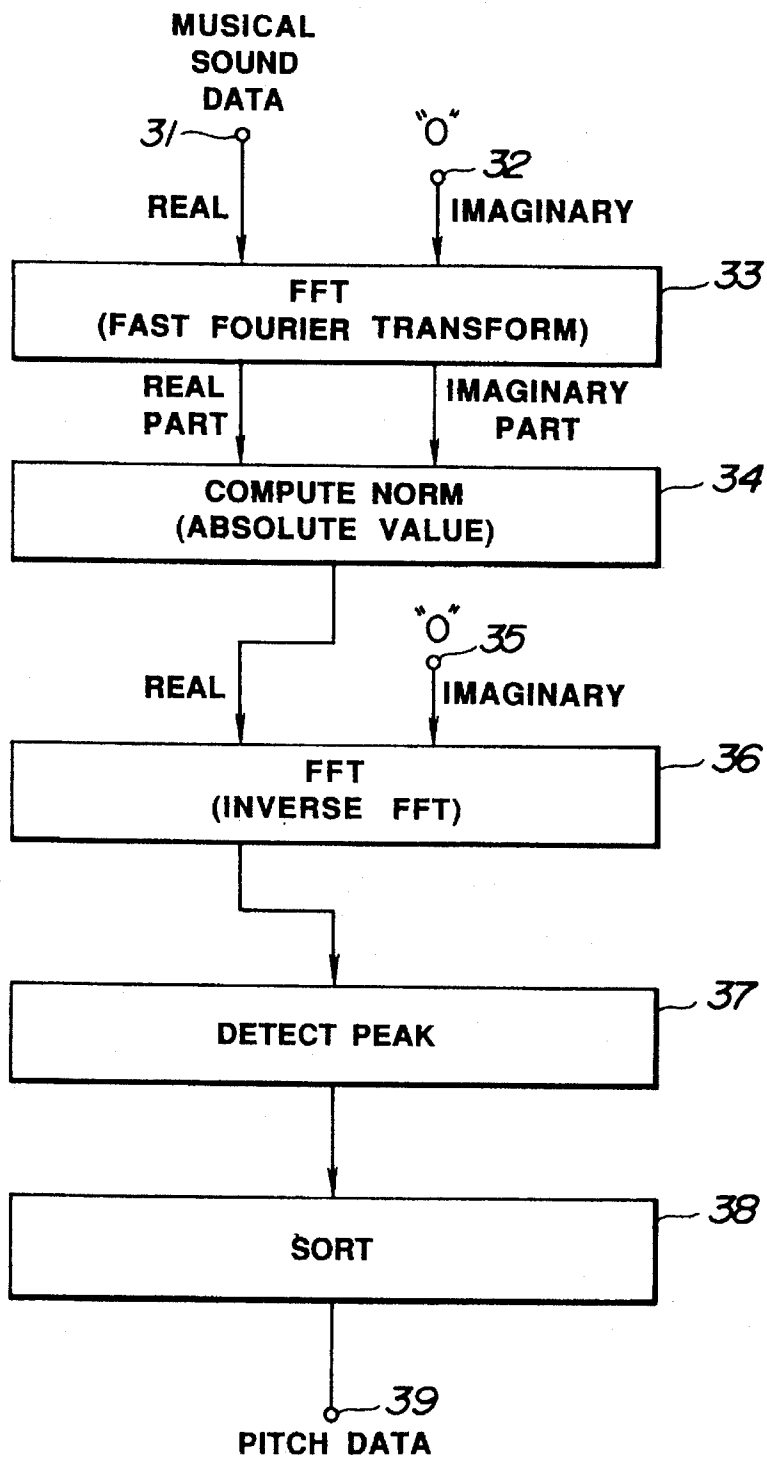 MUSICAL
SOUND
DATA
31
"0"
32
REAL
IMAGINARY
FFT
(FAST FOURIER TRANSFORM)
33
REAL
PART
IMAGINARY
PART
COMPUTE NORM
(ABSOLUTE VALUE)
34
"0"
35
REAL
IMAGINARY
FFT
(INVERSE FFT)
36
DETECT PEAK
37
SORT
38
39
PITCH DATA